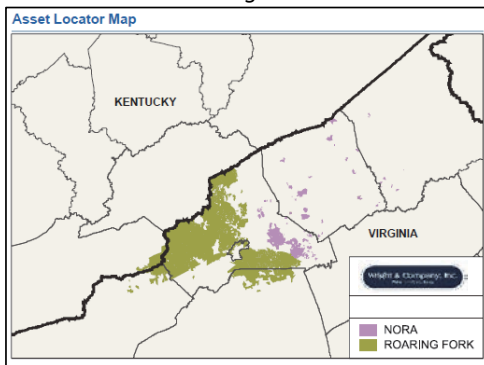 Asset Locator Map
KENTUCKY
VIRGINIA
Wright & Company, Inc.
NORA
ROARING FORK